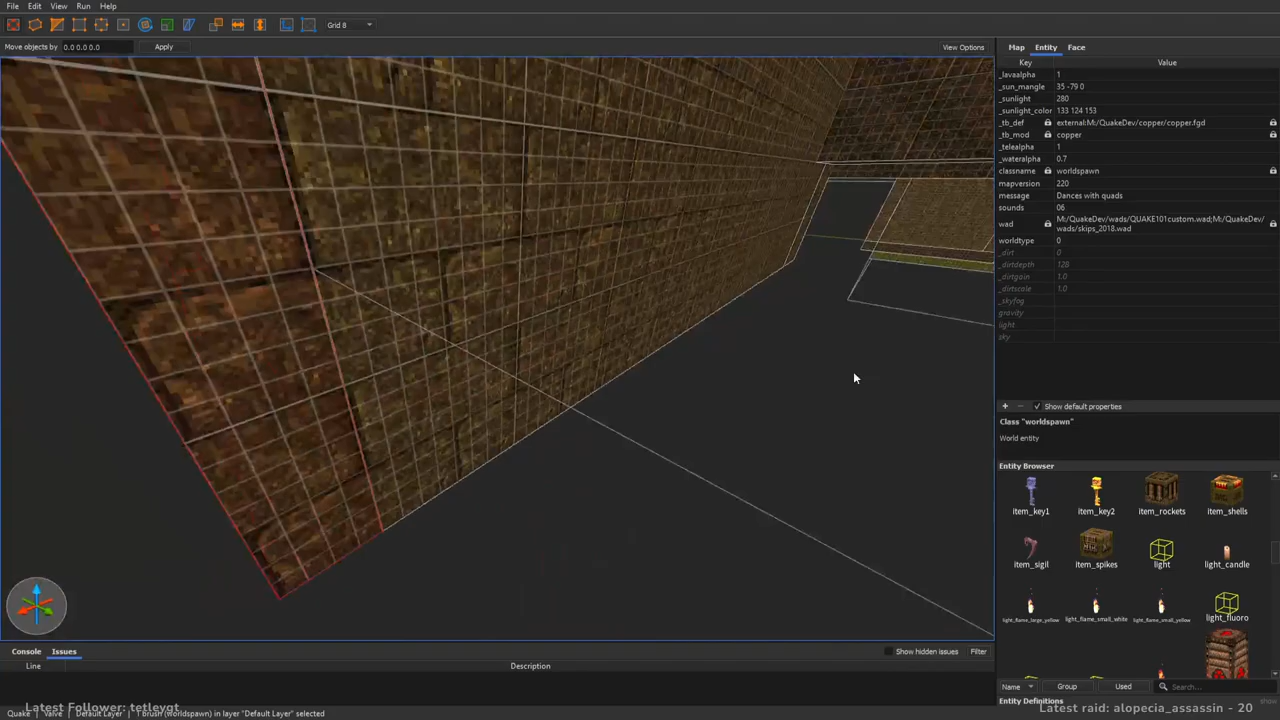 File Edit View Run Help
Grid 8
Move objects by 0.0 0.0 0.0 Apply View Options
Map Entity Face
Key Value
_lavaalpha 1
_sun_mangle 35 -79 0
_sunlight 280
_sunlight_color 133 124 153
_tb_def external:M:/QuakeDev/copper/copper.fgd
_tb_mod copper
_telealpha 1
_wateralpha 0.7
classname worldspawn
mapversion 220
message Dances with quads
sounds 06
wad M:/QuakeDev/wads/QUAKE101custom.wad;M:/QuakeDev/
wads/skips_2018.wad
worldtype 0
_dirt 0
_dirtdepth 128
_dirtgain 1.0
_dirtscale 1.0
_skyfog
gravity
light
sky
+ − Show default properties
Class "worldspawn"
World entity
Entity Browser
item_key1 item_key2 item_rockets item_shells
item_sigil item_spikes light light_candle
light_flame_large_yellow light_flame_small_white light_flame_small_yellow light_fluoro
Name Group Used Search...
Entity Definitions show
Console Issues Show hidden issues Filter
Line Description
Latest Follower: tetleygt
Latest raid: alopecia_assassin - 20
Quake Valve Default Layer 1 brush (worldspawn) in layer "Default Layer" selected